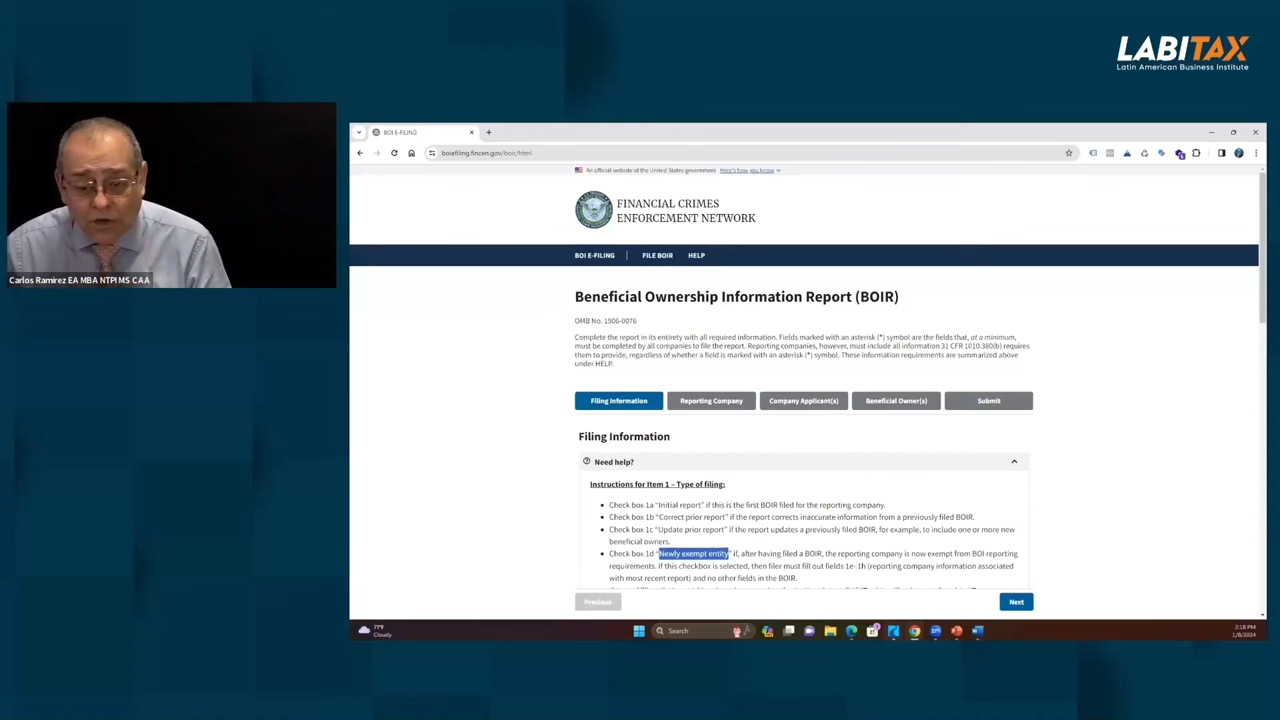 LABITAX
Latin American Business Institute
Carlos Ramirez EA MBA NTPI MS CAA
BOI E-FILING
boiefiling.fincen.gov/boir/html
An official website of the United States government Here's how you know
FINANCIAL CRIMES
ENFORCEMENT NETWORK
BOI E-FILING
FILE BOIR
HELP
Beneficial Ownership Information Report (BOIR)
OMB No. 1506-0076
Complete the report in its entirety with all required information. Fields marked with an asterisk (*) symbol are the fields that, at a minimum,
must be completed by all companies to file the report. Reporting companies, however, must include all information 31 CFR 1010.380(b) requires
them to provide, regardless of whether a field is marked with an asterisk (*) symbol. These information requirements are summarized above
under HELP.
Filing Information
Reporting Company
Company Applicant(s)
Beneficial Owner(s)
Submit
Filing Information
Need help?
Instructions for Item 1 – Type of filing:
• Check box 1a "Initial report" if this is the first BOIR filed for the reporting company.
• Check box 1b "Correct prior report" if the report corrects inaccurate information from a previously filed BOIR.
• Check box 1c "Update prior report" if the report updates a previously filed BOIR, for example, to include one or more new
beneficial owners.
• Check box 1d "Newly exempt entity" if, after having filed a BOIR, the reporting company is now exempt from BOI reporting
requirements. If this checkbox is selected, then filer must fill out fields 1e–1h (reporting company information associated
with most recent report) and no other fields in the BOIR.
Previous
Next
Cloudy
Search
2:18 PM
1/8/2024